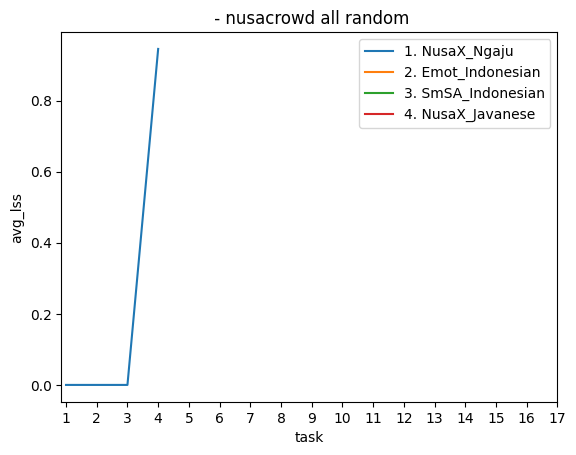 - nusacrowd all random
1. NusaX_Ngaju
2. Emot_Indonesian
3. SmSA_Indonesian
4. NusaX_Javanese
avg_lss
0.8
0.6
0.4
0.2
0.0
1 2 3 4 5 6 7 8 9 10 11 12 13 14 15 16 17
task